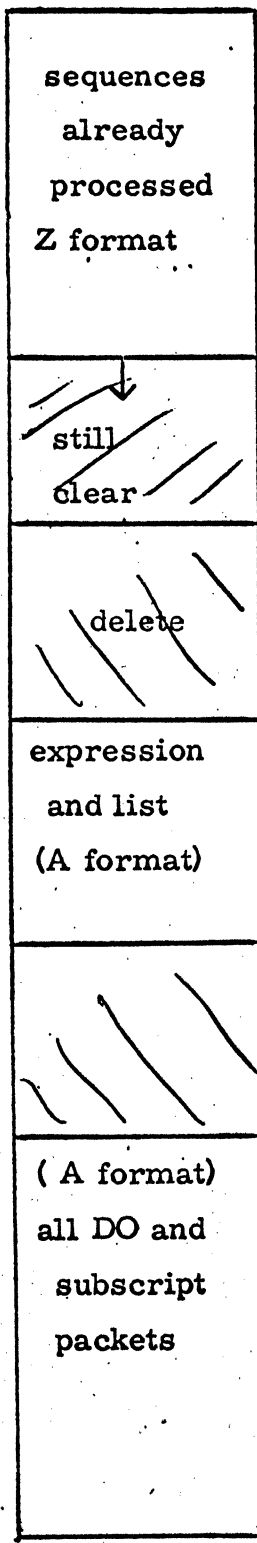 sequences
already
processed
Z format
still
clear
delete
expression
and list
(A format)
( A format)
all DO and
subscript
packets